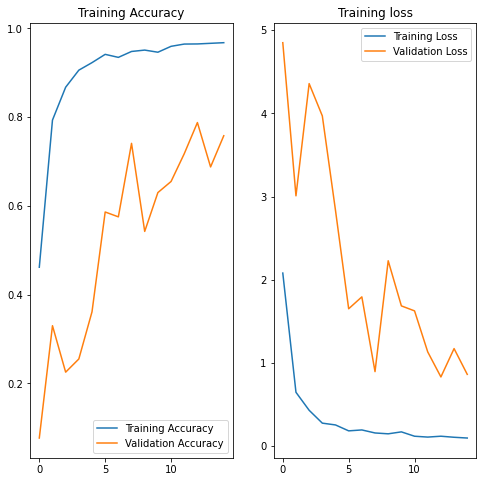 Training Accuracy
1.0
0.8
0.6
0.4
0.2
0
5
10
Training Accuracy
Validation Accuracy
Training loss
5
4
3
2
1
0
0
5
10
Training Loss
Validation Loss